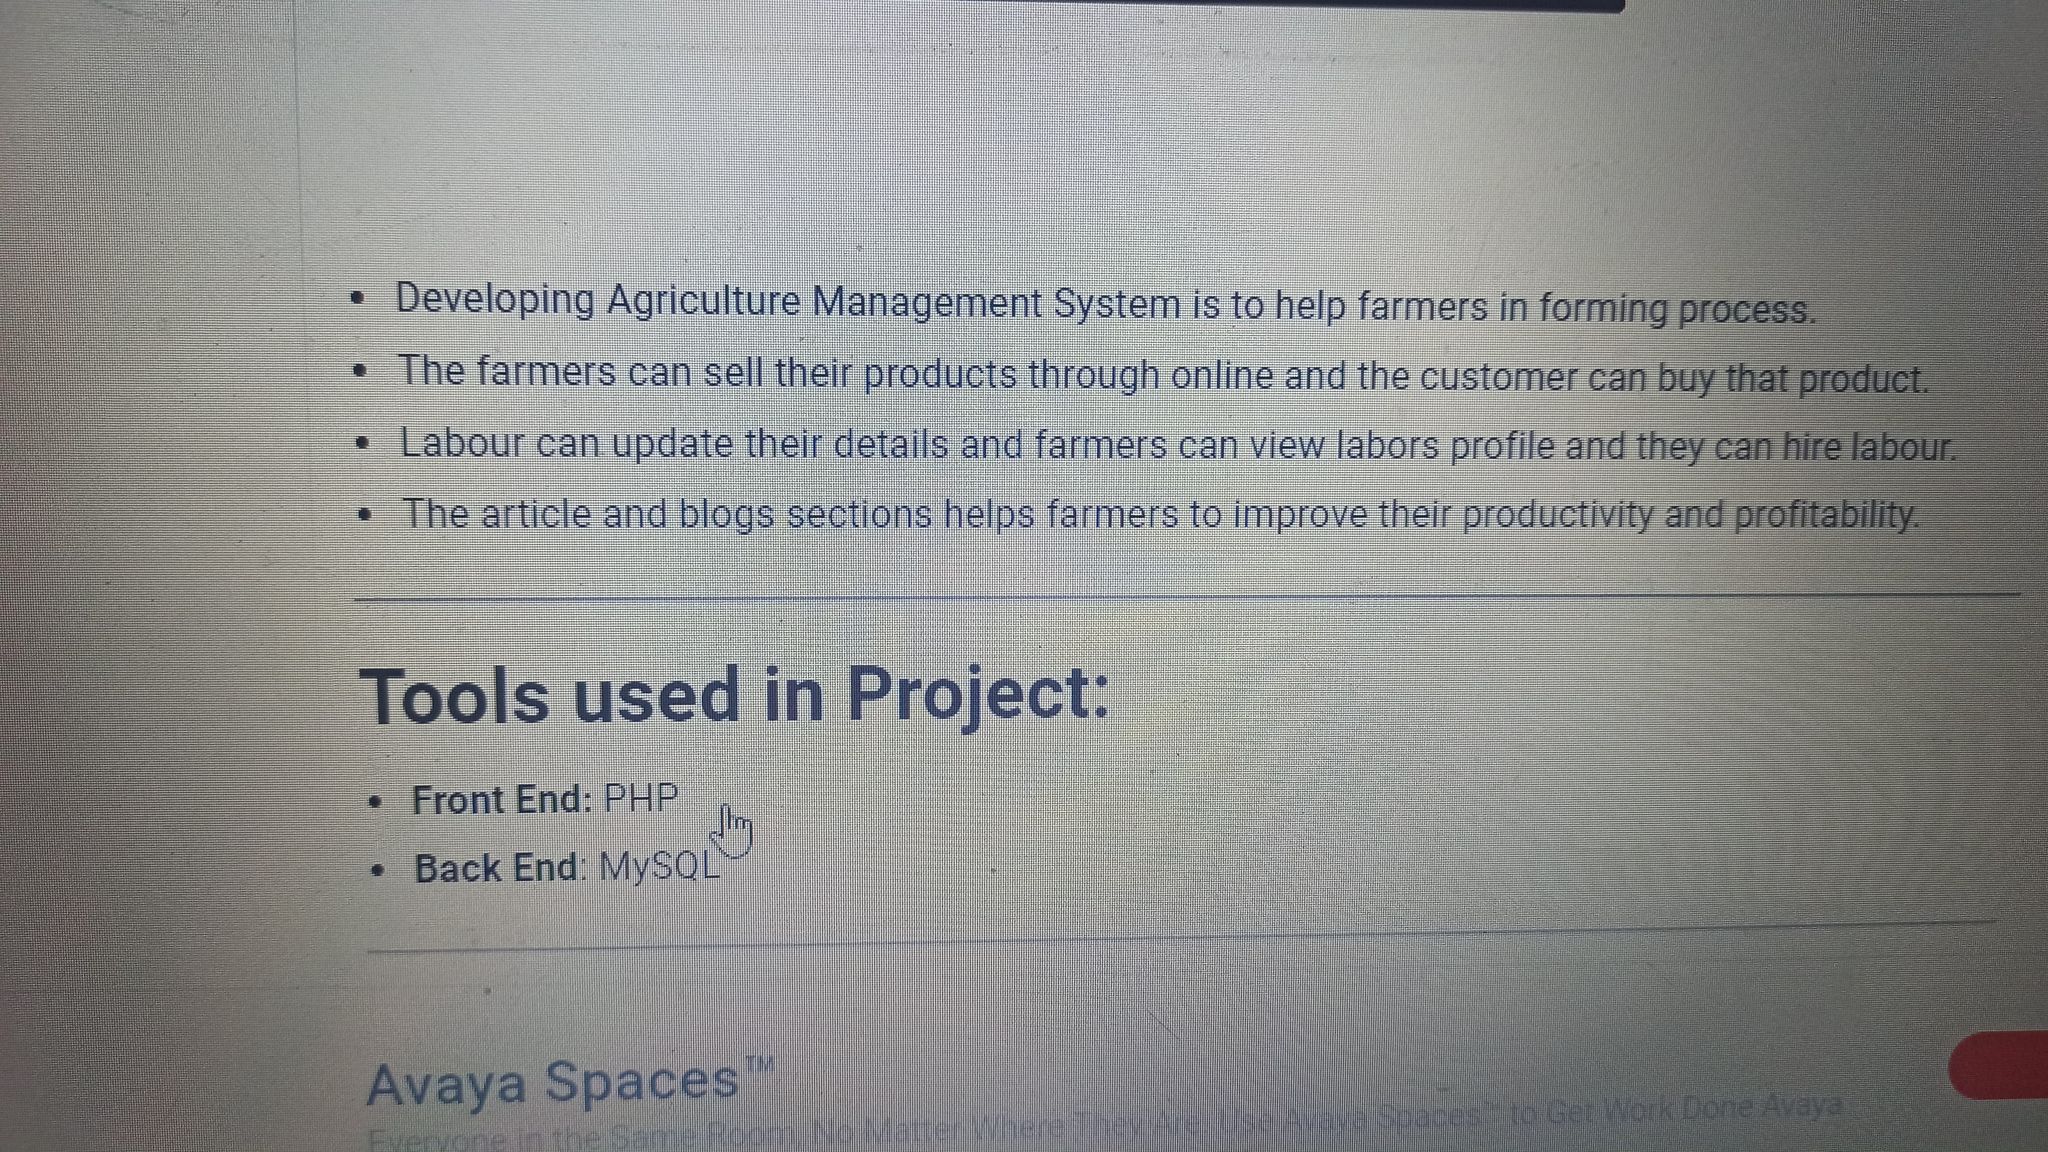 • Developing Agriculture Management System is to help farmers in forming process.
• The farmers can sell their products through online and the customer can buy that product.
• Labour can update their details and farmers can view labors profile and they can hire labour.
• The article and blogs sections helps farmers to improve their productivity and profitability.
Tools used in Project:
• Front End: PHP
• Back End: MySQL
Avaya Spaces™
Everyone in the Same Room, No Matter Where They Are. Use Avaya Spaces™ to Get Work Done Avaya